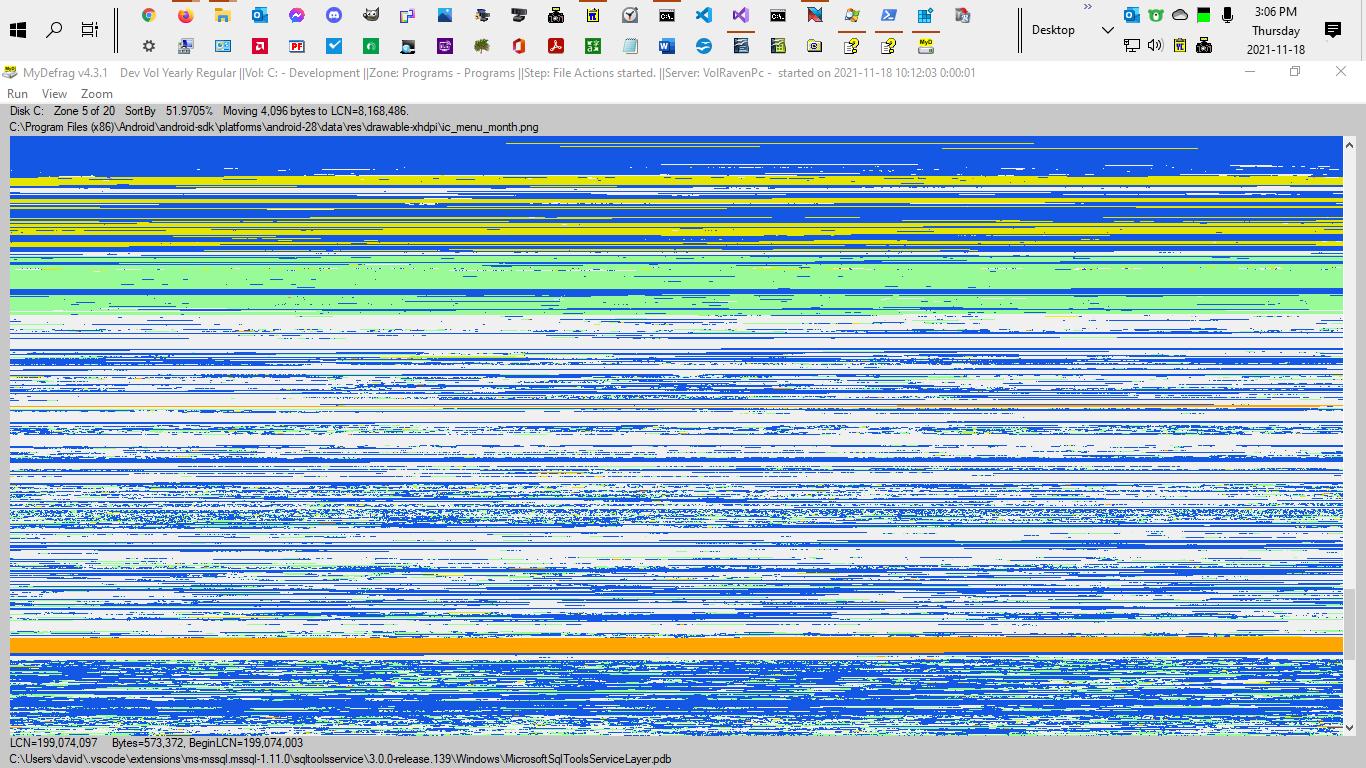 3:06 PM
Thursday
2021-11-18
Desktop
MyDefrag v4.3.1 Dev Vol Yearly Regular ||Vol: C: - Development ||Zone: Programs - Programs ||Step: File Actions started. ||Server: VolRavenPc - started on 2021-11-18 10:12:03 0:00:01
Run View Zoom
Disk C: Zone 5 of 20 SortBy 51.9705% Moving 4,096 bytes to LCN=8,168,486.
C:\Program Files (x86)\Android\android-sdk\platforms\android-28\data\res\drawable-xhdpi\ic_menu_month.png
LCN=199,074,097 Bytes=573,372, BeginLCN=199,074,003
C:\Users\david\.vscode\extensions\ms-mssql.mssql-1.11.0\sqltoolsservice\3.0.0-release.139\Windows\MicrosoftSqlToolsServiceLayer.pdb